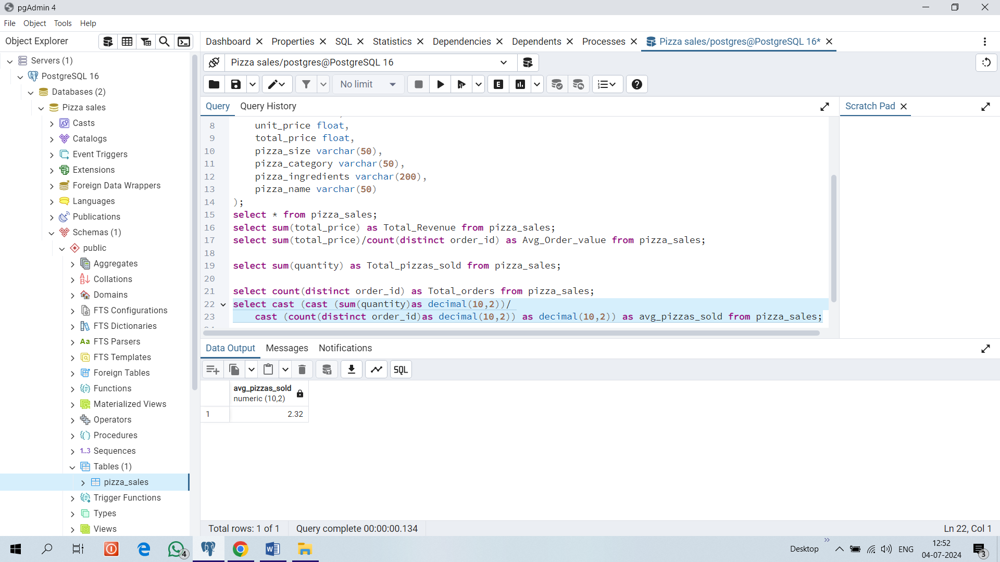 pgAdmin 4
File Object Tools Help
Object Explorer
Dashboard Properties SQL Statistics Dependencies Dependents Processes Pizza sales/postgres@PostgreSQL 16*
Pizza sales/postgres@PostgreSQL 16
No limit
E
Query Query History
Scratch Pad
Servers (1)
PostgreSQL 16
Databases (2)
Pizza sales
Casts
Catalogs
Event Triggers
Extensions
Foreign Data Wrappers
Languages
Publications
Schemas (1)
public
Aggregates
Collations
Domains
FTS Configurations
FTS Dictionaries
Aa FTS Parsers
FTS Templates
Foreign Tables
Functions
Materialized Views
Operators
Procedures
1..3 Sequences
Tables (1)
pizza_sales
Trigger Functions
Types
Views
8 unit_price float,
9 total_price float,
10 pizza_size varchar(50),
11 pizza_category varchar(50),
12 pizza_ingredients varchar(200),
13 pizza_name varchar(50)
14 );
15 select * from pizza_sales;
16 select sum(total_price) as Total_Revenue from pizza_sales;
17 select sum(total_price)/count(distinct order_id) as Avg_Order_value from pizza_sales;
18
19 select sum(quantity) as Total_pizzas_sold from pizza_sales;
20
21 select count(distinct order_id) as Total_orders from pizza_sales;
22 select cast (cast (sum(quantity)as decimal(10,2))/
23 cast (count(distinct order_id)as decimal(10,2)) as decimal(10,2)) as avg_pizzas_sold from pizza_sales;
Data Output Messages Notifications
SQL
avg_pizzas_sold
numeric (10,2)
1 2.32
Total rows: 1 of 1 Query complete 00:00:00.134 Ln 22, Col 1
4
Desktop
ENG
12:52
04-07-2024
3